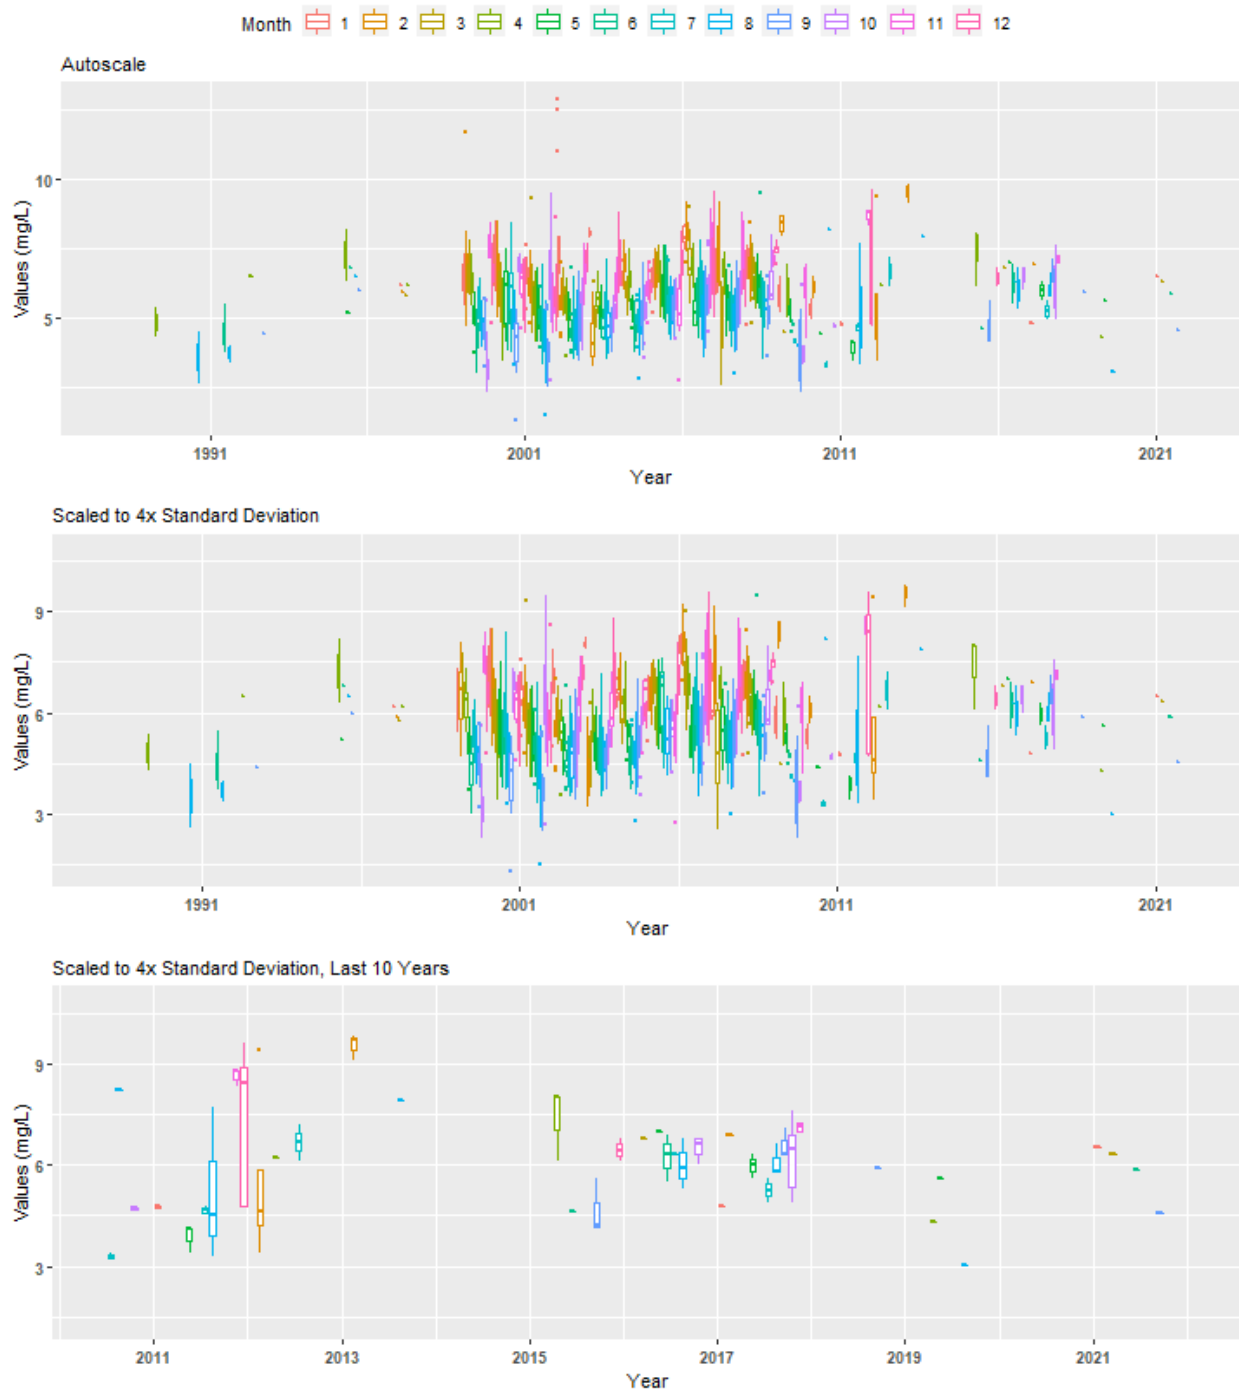 Month 1 2 3 4 5 6 7 8 9 10 11 12
Autoscale
10
5
Values (mg/L)
1991 2001 2011 2021
Year
Scaled to 4x Standard Deviation
9
6
3
Values (mg/L)
1991 2001 2011 2021
Year
Scaled to 4x Standard Deviation, Last 10 Years
9
6
3
Values (mg/L)
2011 2013 2015 2017 2019 2021
Year